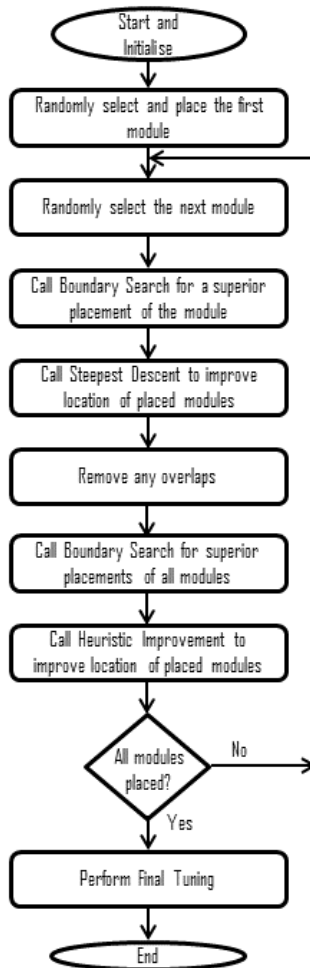 Start and
Initialise
Randomly select and place the first
module
Randomly select the next module
Call Boundary Search for a superior
placement of the module
Call Steepest Descent to improve
location of placed modules
Remove any overlaps
Call Boundary Search for superior
placements of all modules
Call Heuristic Improvement to
improve location of placed modules
All modules
placed?
No
Yes
Perform Final Tuning
End